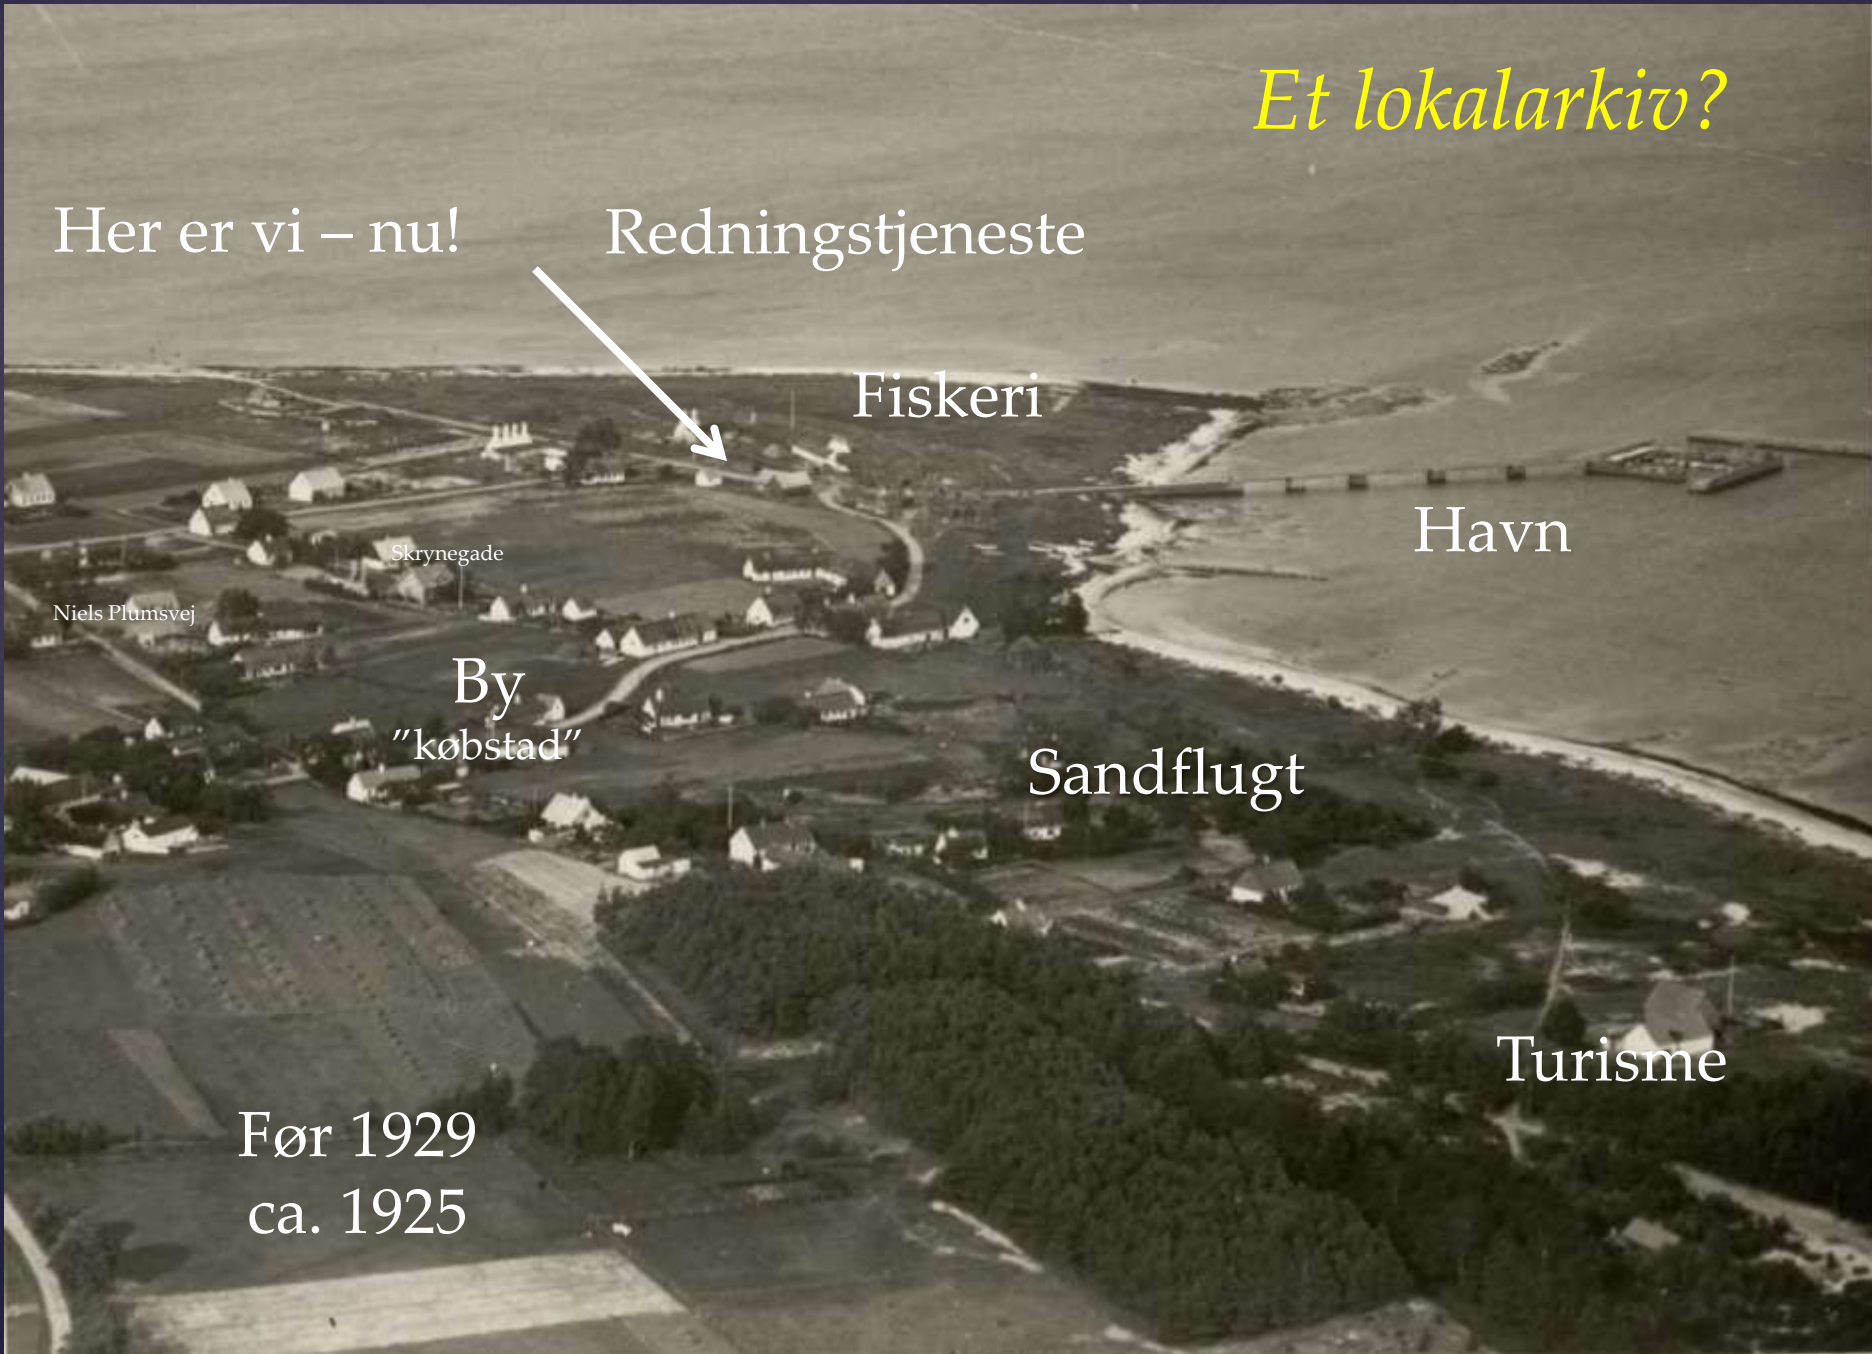 Et lokalarkiv?
Her er vi – nu!
Redningstjeneste
Fiskeri
Havn
Skrynegade
Niels Plumsvej
By
”købstad”
Sandflugt
Turisme
Før 1929
ca. 1925